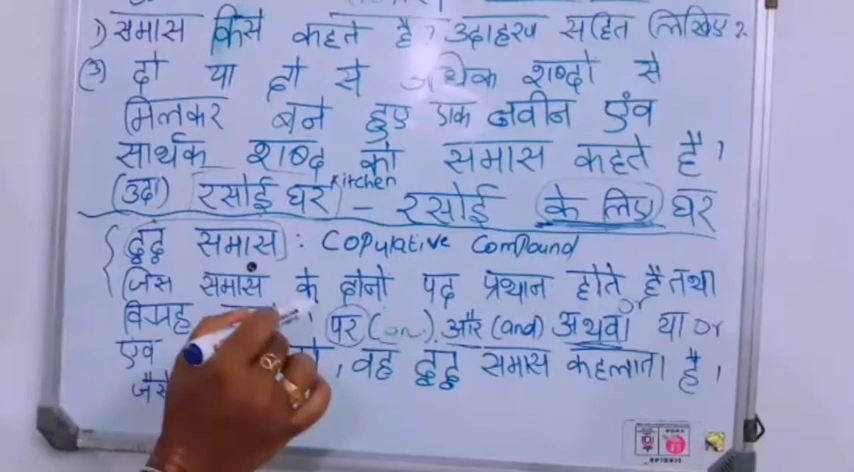 1) समास किसे कहते है? उदाहरण सहित लिखिए?
(उ) दो या दो से अधिक शब्दो से
मिलकर बने हुए एक नवीन एंव
सार्थक शब्द को समास कहते है।
(उदा) रसोई घर Kitchen – रसोई के लिए घर
द्वंद्व समास : Copulative Compound
जिस समास के दोनों पद प्रधान होते है तथा
विग्रह पर (on) और (and) अथवा or या or
एंव , वह द्वंद्व समास कहलाता है।